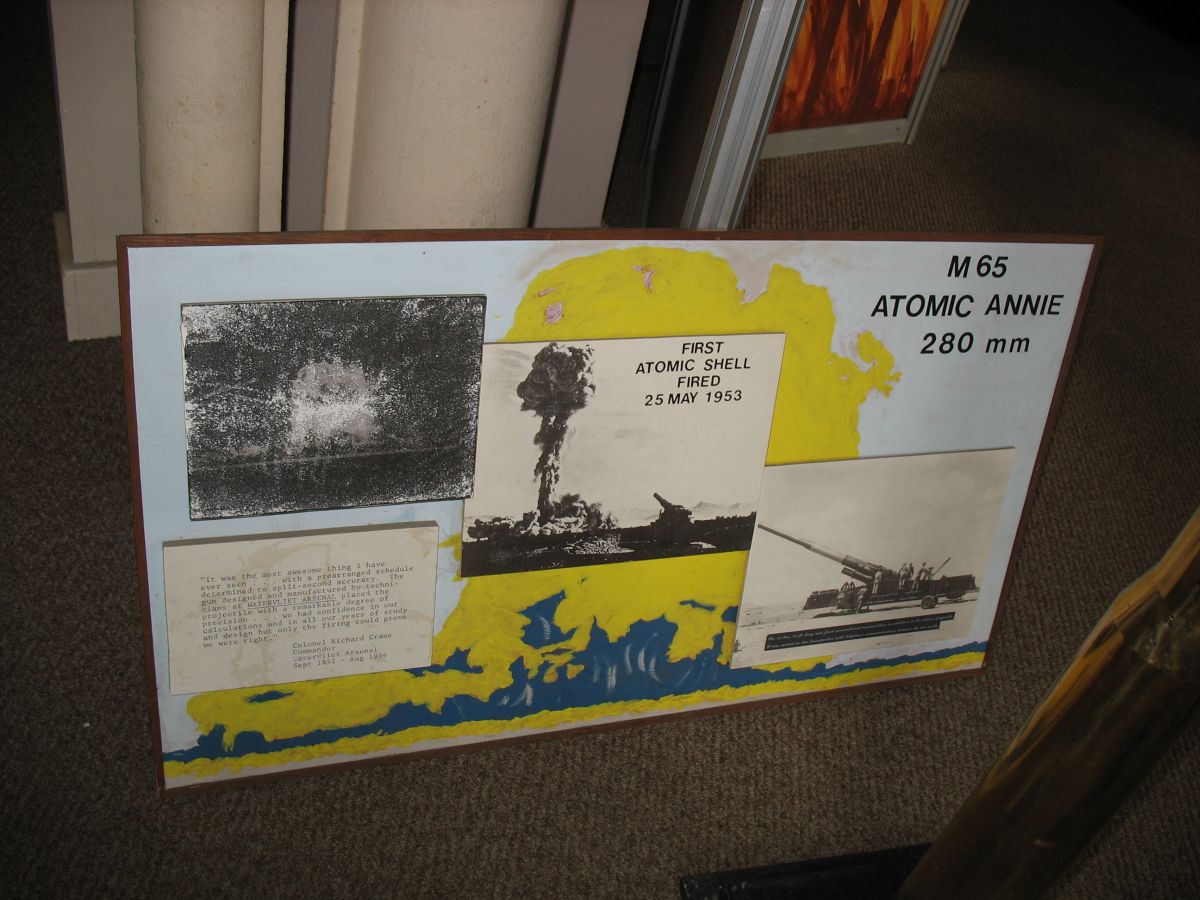 M 65
ATOMIC ANNIE
280 mm
FIRST
ATOMIC SHELL
FIRED
25 MAY 1953
"It was the most awesome thing I have
ever seen . . . with a prearranged schedule
determined to split-second accuracy. The
gun designed and manufactured by techni-
cians at WATERVLIET ARSENAL placed the
projectile with a remarkable degree of
precision . . . we had confidence in our
calculations and in all our years of study
and design but only the firing could prove
we were right."
Colonel Richard Crane
Commander
Watervliet Arsenal
Sept 1952 - Aug 1954